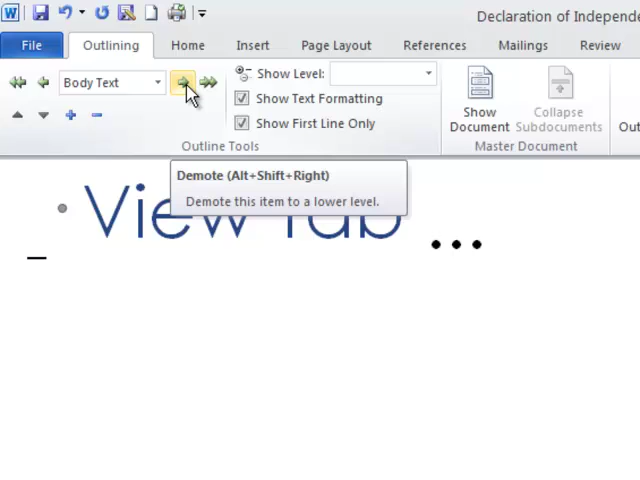 Declaration of Independe
File Outlining Home Insert Page Layout References Mailings Review
Body Text
Show Level:
Show Text Formatting
Show First Line Only
Outline Tools
Show
Document
Collapse
Subdocuments
Master Document
Out
Demote (Alt+Shift+Right)
Demote this item to a lower level.
View Tab ...